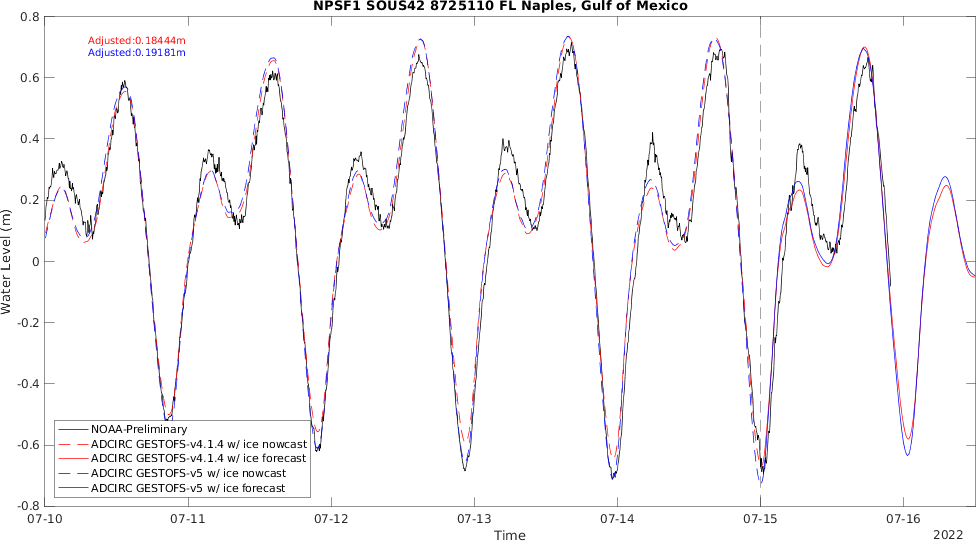 NPSF1 SOUS42 8725110 FL Naples, Gulf of Mexico
Adjusted:0.18444m
Adjusted:0.19181m
0.8
0.6
0.4
0.2
0
-0.2
-0.4
-0.6
-0.8
Water Level (m)
NOAA-Preliminary
ADCIRC GESTOFS-v4.1.4 w/ ice nowcast
ADCIRC GESTOFS-v4.1.4 w/ ice forecast
ADCIRC GESTOFS-v5 w/ ice nowcast
ADCIRC GESTOFS-v5 w/ ice forecast
07-10 07-11 07-12 07-13 07-14 07-15 07-16
Time
2022